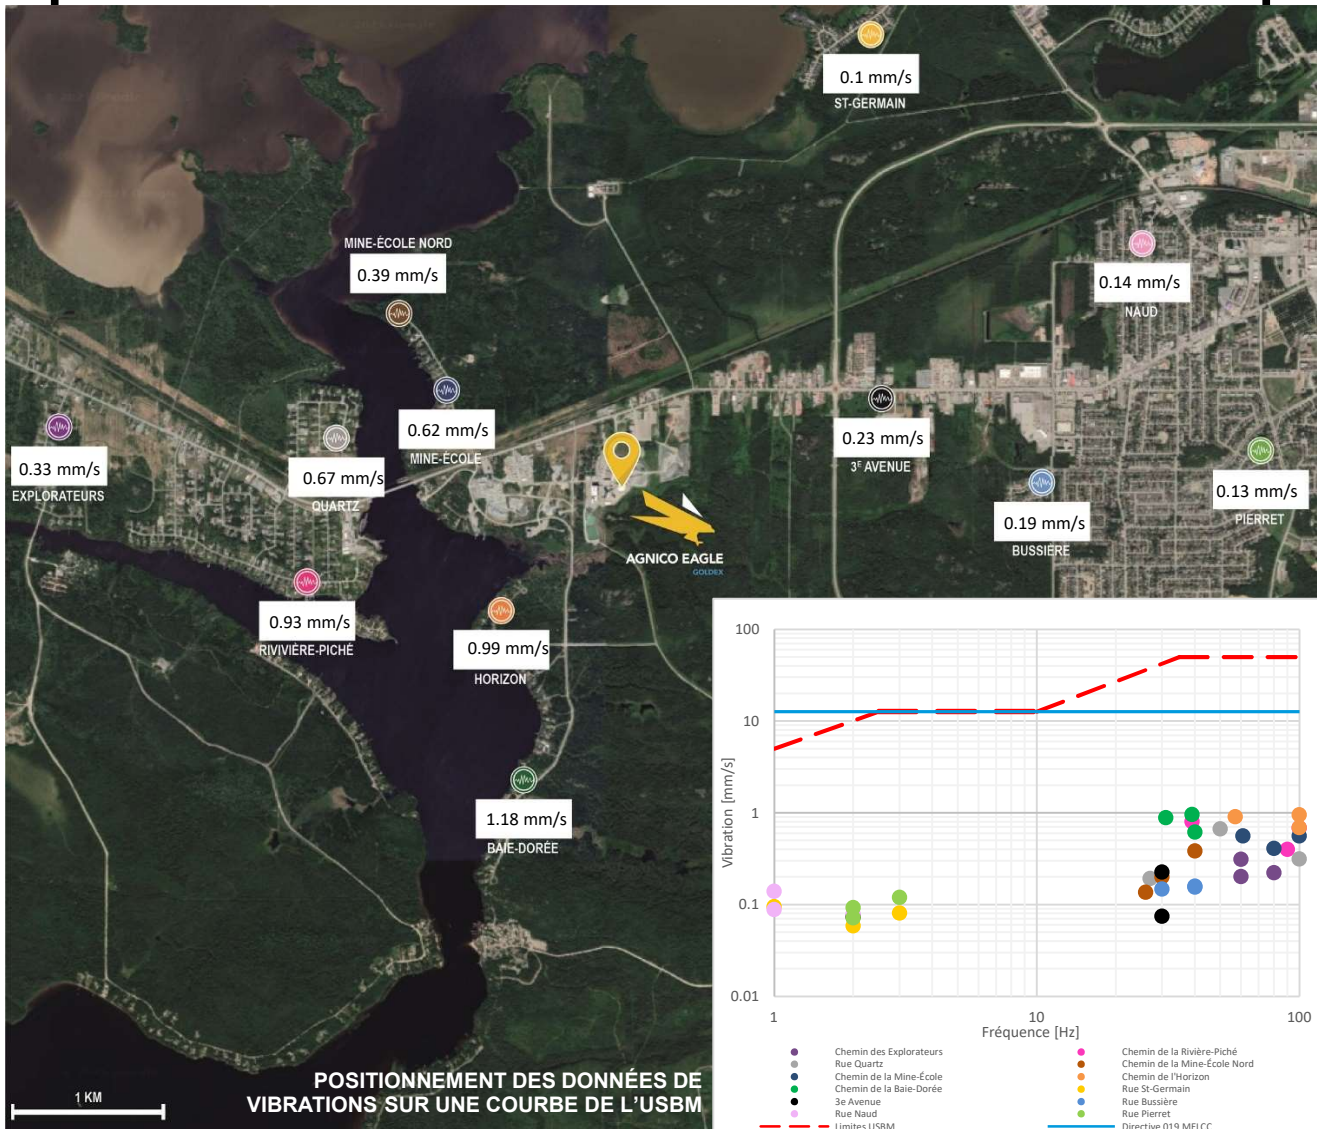 0.1 mm/s
ST-GERMAIN
MINE-ÉCOLE NORD
0.39 mm/s
0.14 mm/s
NAUD
0.62 mm/s
MINE-ÉCOLE
0.33 mm/s
EXPLORATEURS
0.67 mm/s
QUARTZ
0.23 mm/s
3E AVENUE
0.19 mm/s
BUSSIÈRE
0.13 mm/s
PIERRET
AGNICO EAGLE
GOLDEX
0.93 mm/s
RIVIVIÈRE-PICHÉ
0.99 mm/s
HORIZON
1.18 mm/s
BAIE-DORÉE
100
10
1
0.1
0.01
Vibration [mm/s]
1
10
100
Fréquence [Hz]
Chemin des Explorateurs
Chemin de la Rivière-Piché
Rue Quartz
Chemin de la Mine-École Nord
Chemin de la Mine-École
Chemin de l'Horizon
Chemin de la Baie-Dorée
Rue St-Germain
3e Avenue
Rue Bussière
Rue Naud
Rue Pierret
Limites USBM
Directive 019 MELCC
POSITIONNEMENT DES DONNÉES DE
VIBRATIONS SUR UNE COURBE DE L'USBM
1 KM